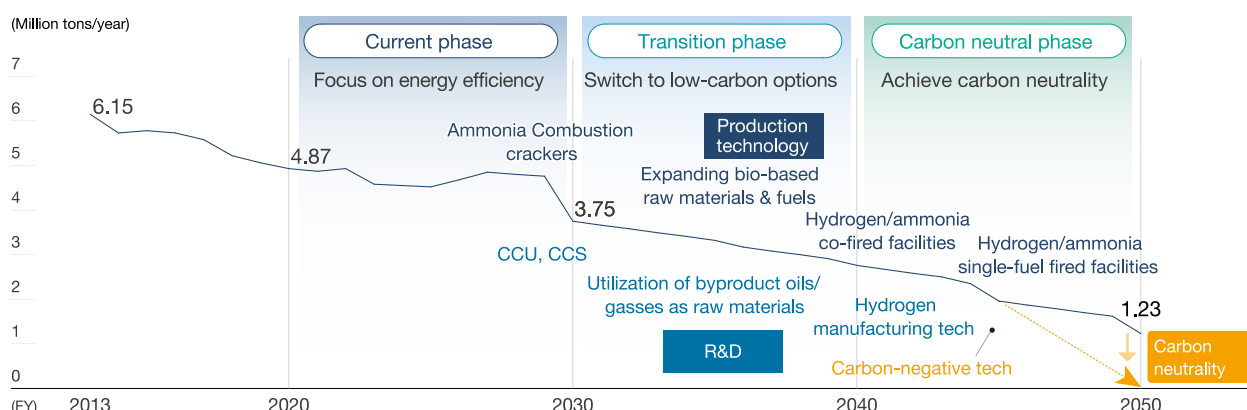 (Million tons/year)
Current phase
Transition phase
Carbon neutral phase
Focus on energy efficiency
Switch to low-carbon options
Achieve carbon neutrality
7
6
5
4
3
2
1
0
6.15
4.87
3.75
1.23
Ammonia Combustion
crackers
Production
technology
Expanding bio-based
raw materials & fuels
Hydrogen/ammonia
co-fired facilities
Hydrogen/ammonia
single-fuel fired facilities
CCU, CCS
Utilization of byproduct oils/
gasses as raw materials
Hydrogen
manufacturing tech
R&D
Carbon-negative tech
Carbon
neutrality
(FY)
2013
2020
2030
2040
2050